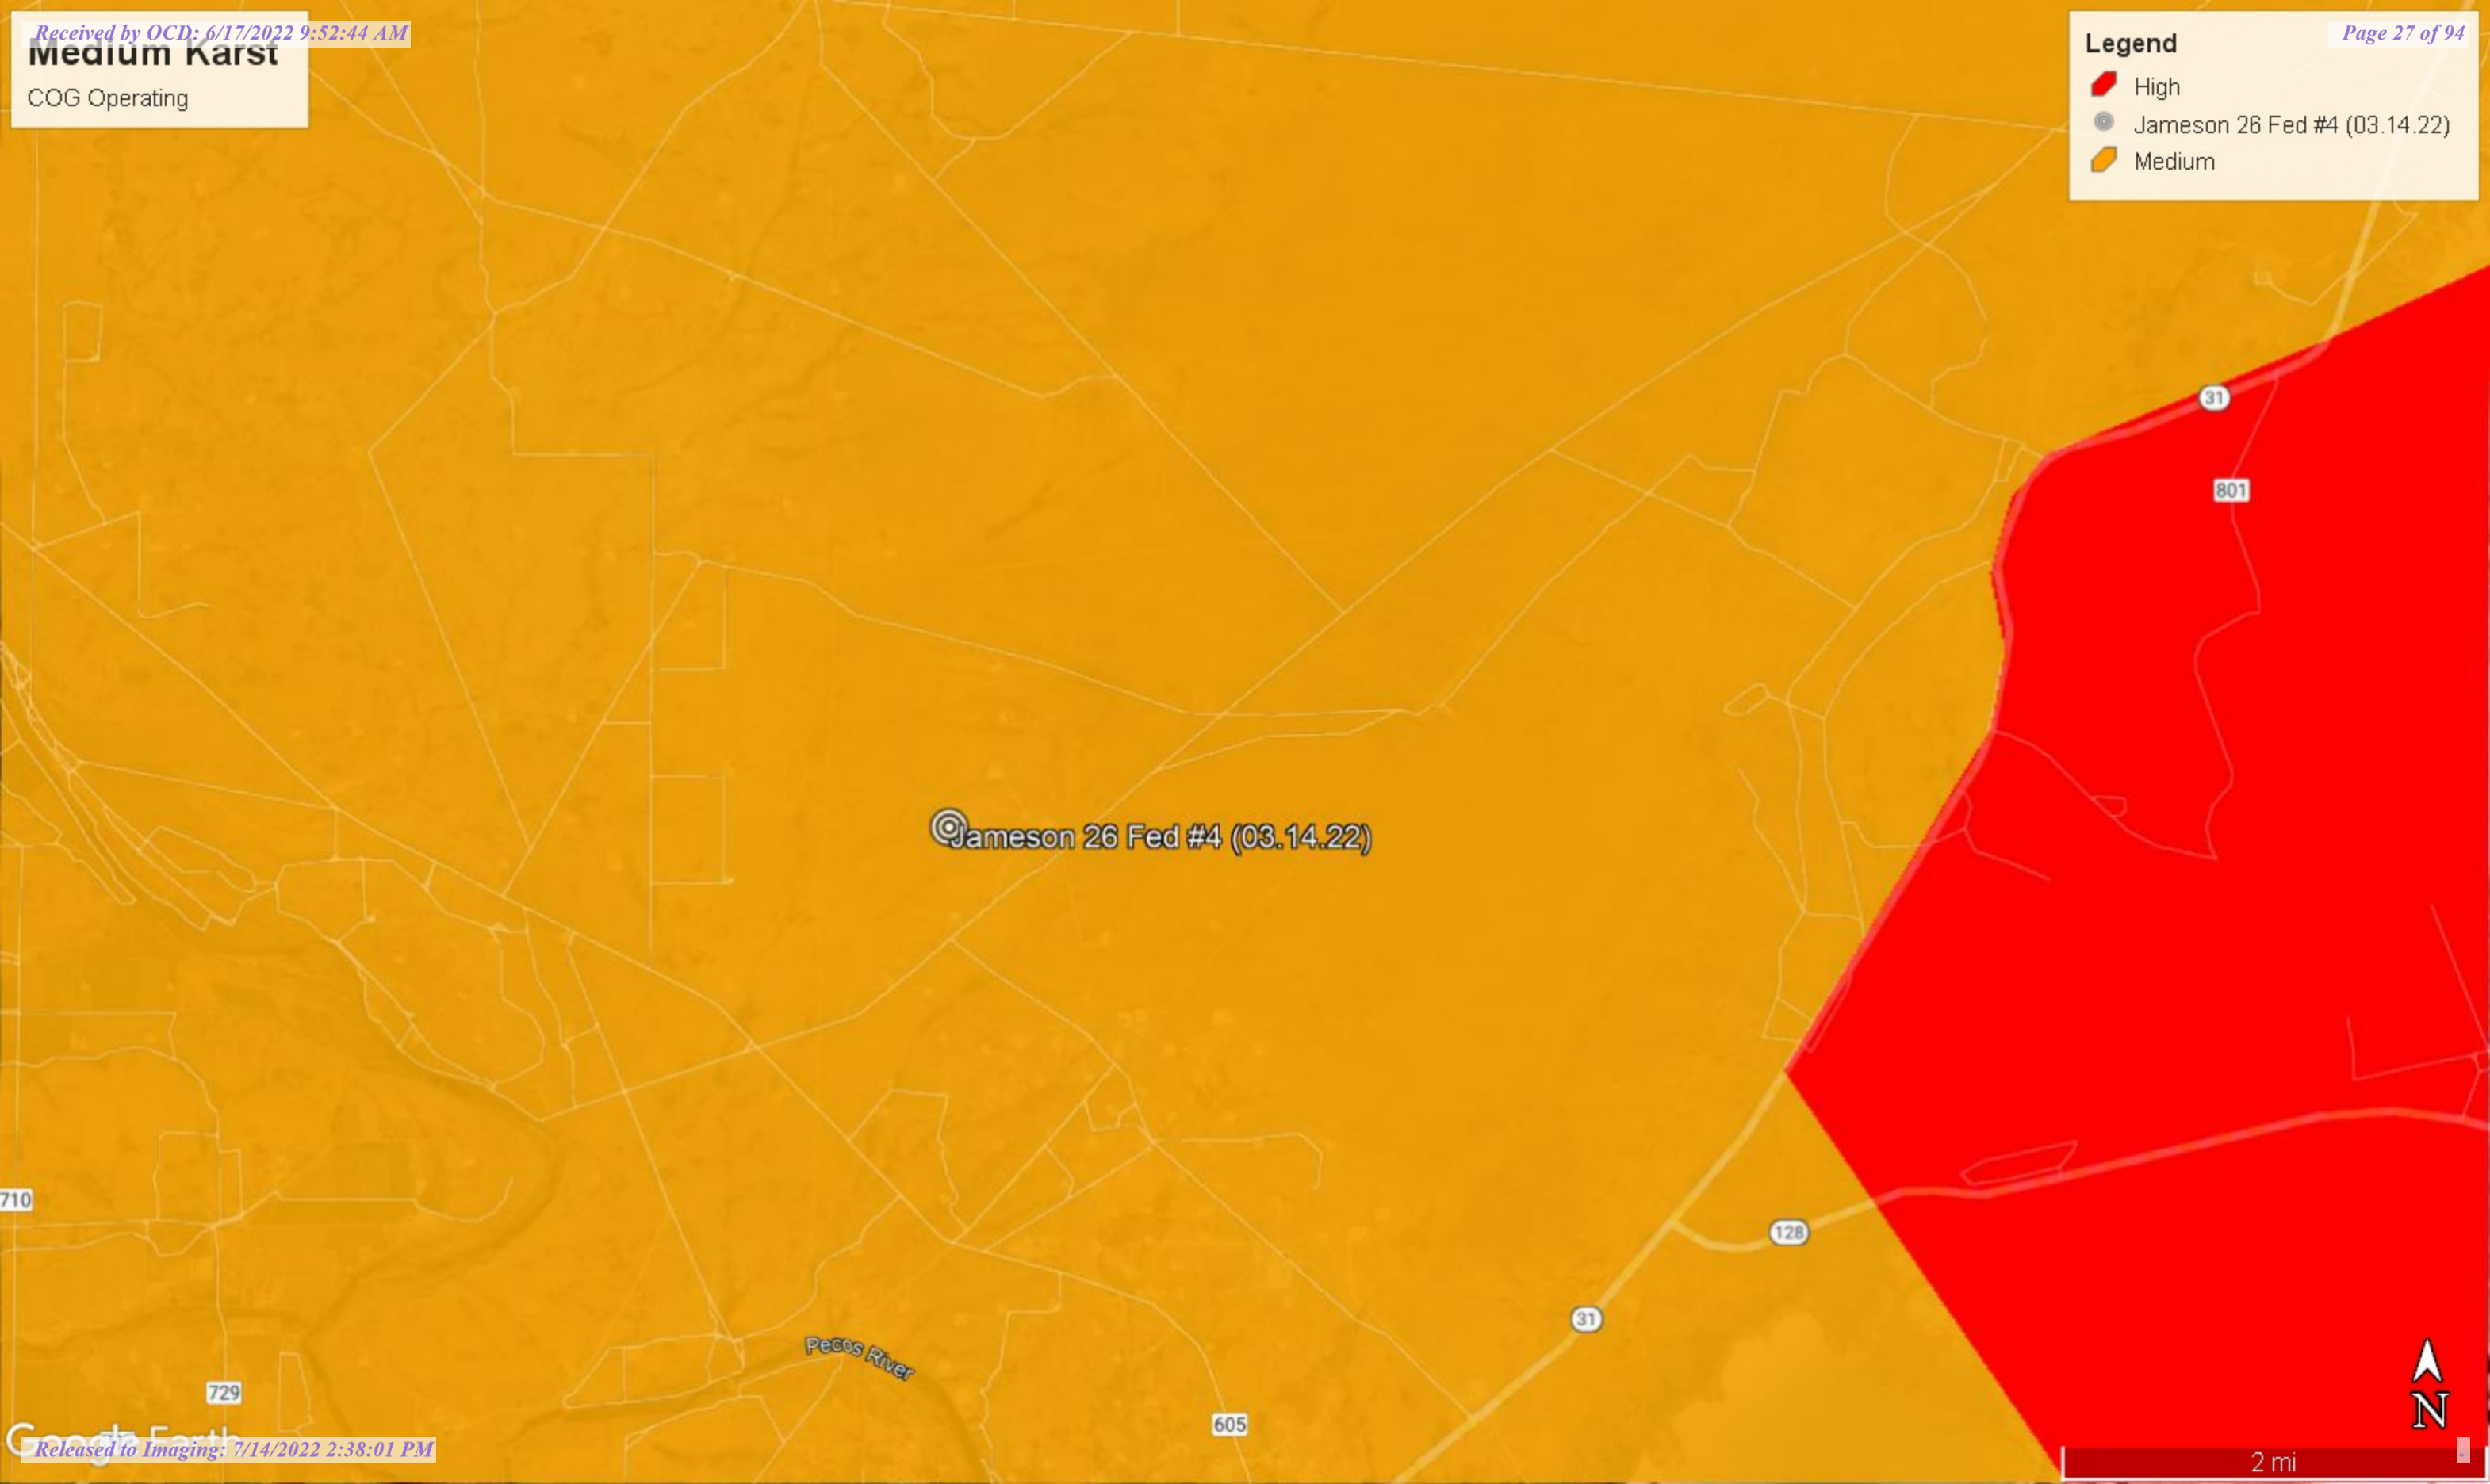 Received by OCD: 6/17/2022 9:52:44 AM
Page 27 of 94
Medium Karst
COG Operating
Legend
High
Jameson 26 Fed #4 (03.14.22)
Medium
31
801
Jameson 26 Fed #4 (03.14.22)
710
128
31
Pecos River
729
605
N
Google Earth
Released to Imaging: 7/14/2022 2:38:01 PM
2 mi